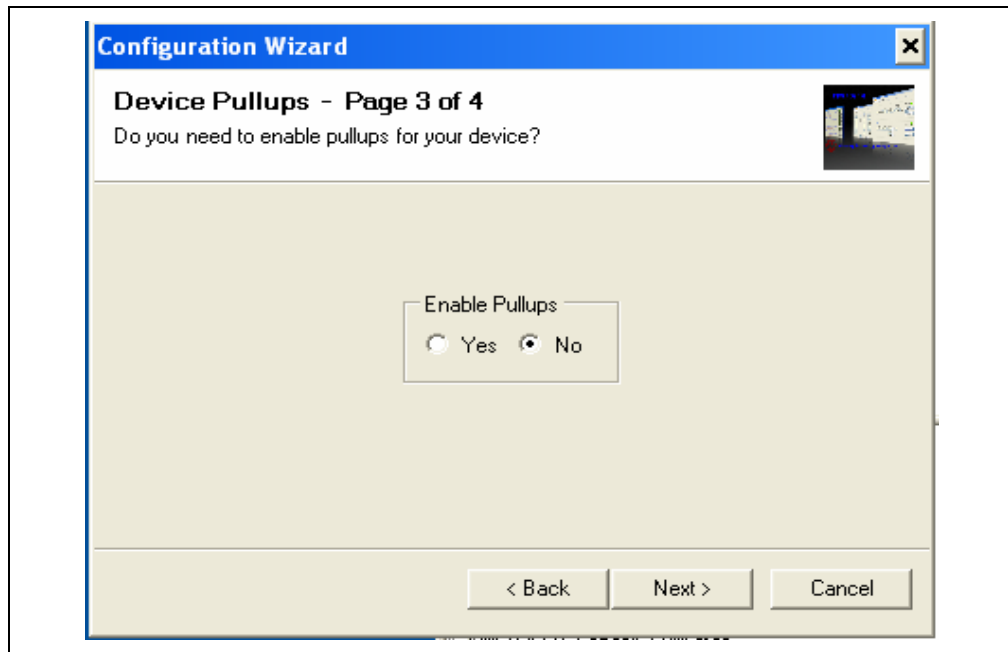 Configuration Wizard
Device Pullups - Page 3 of 4
Do you need to enable pullups for your device?
Enable Pullups
Yes No
< Back Next > Cancel